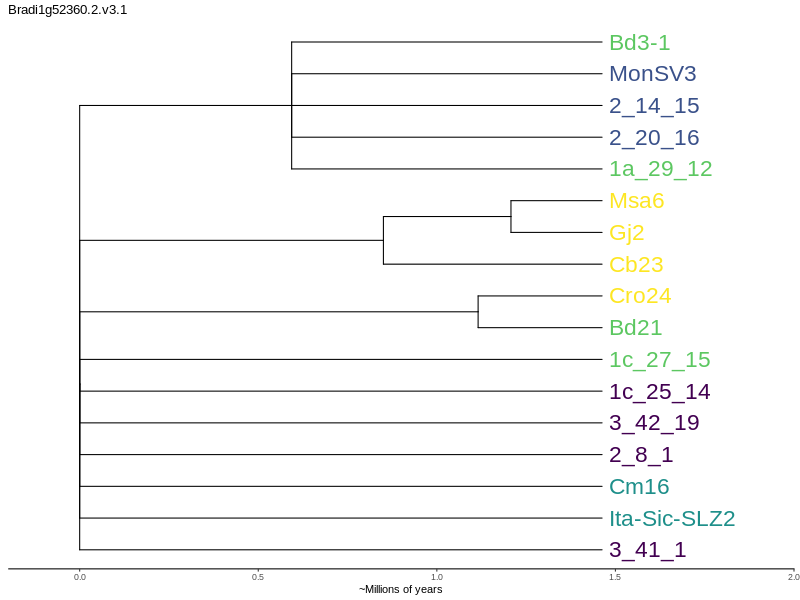 Bradi1g52360.2.v3.1
Bd3-1
MonSV3
2_14_15
2_20_16
1a_29_12
Msa6
Gj2
Cb23
Cro24
Bd21
1c_27_15
1c_25_14
3_42_19
2_8_1
Cm16
Ita-Sic-SLZ2
3_41_1
0.0 0.5 1.0 1.5 2.0
~Millions of years